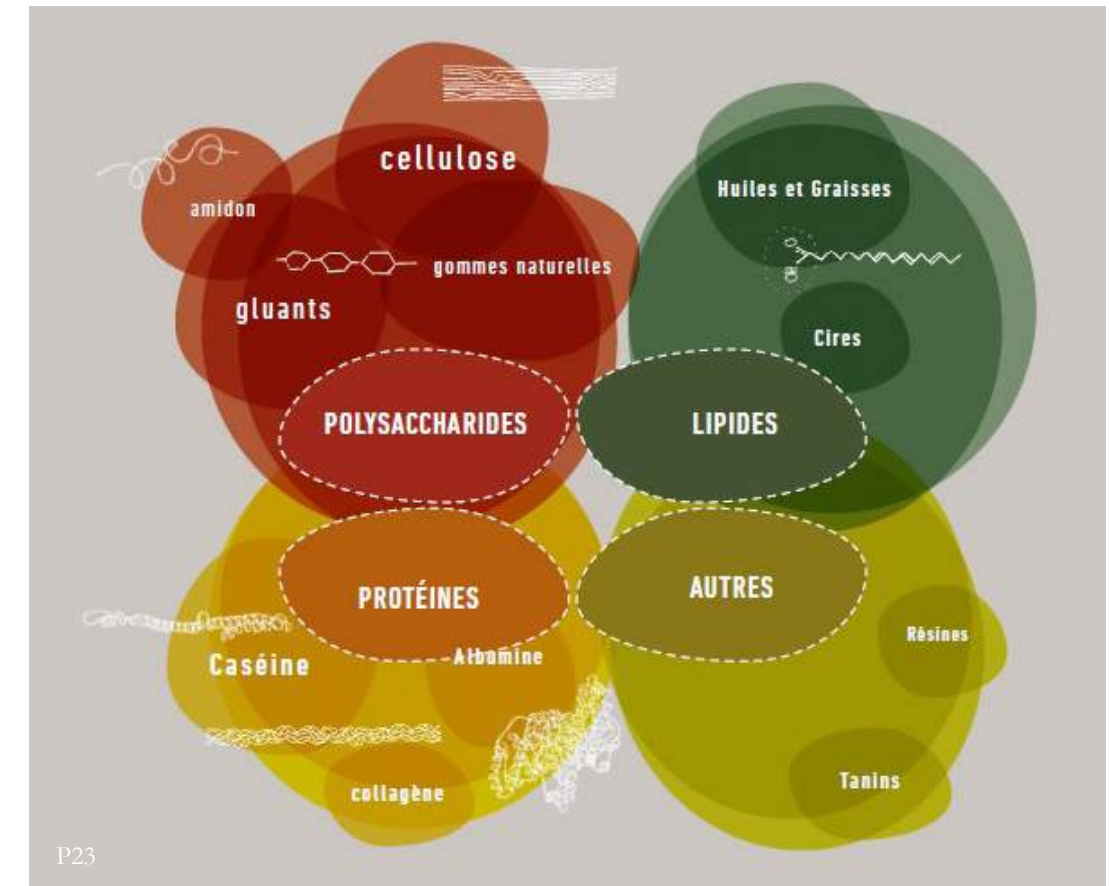 cellulose
amidon
gommes naturelles
gluants
POLYSACCHARIDES
Huiles et Graisses
Cires
LIPIDES
PROTÉINES
Caséine
Albumine
collagène
AUTRES
Résines
Tanins
P23